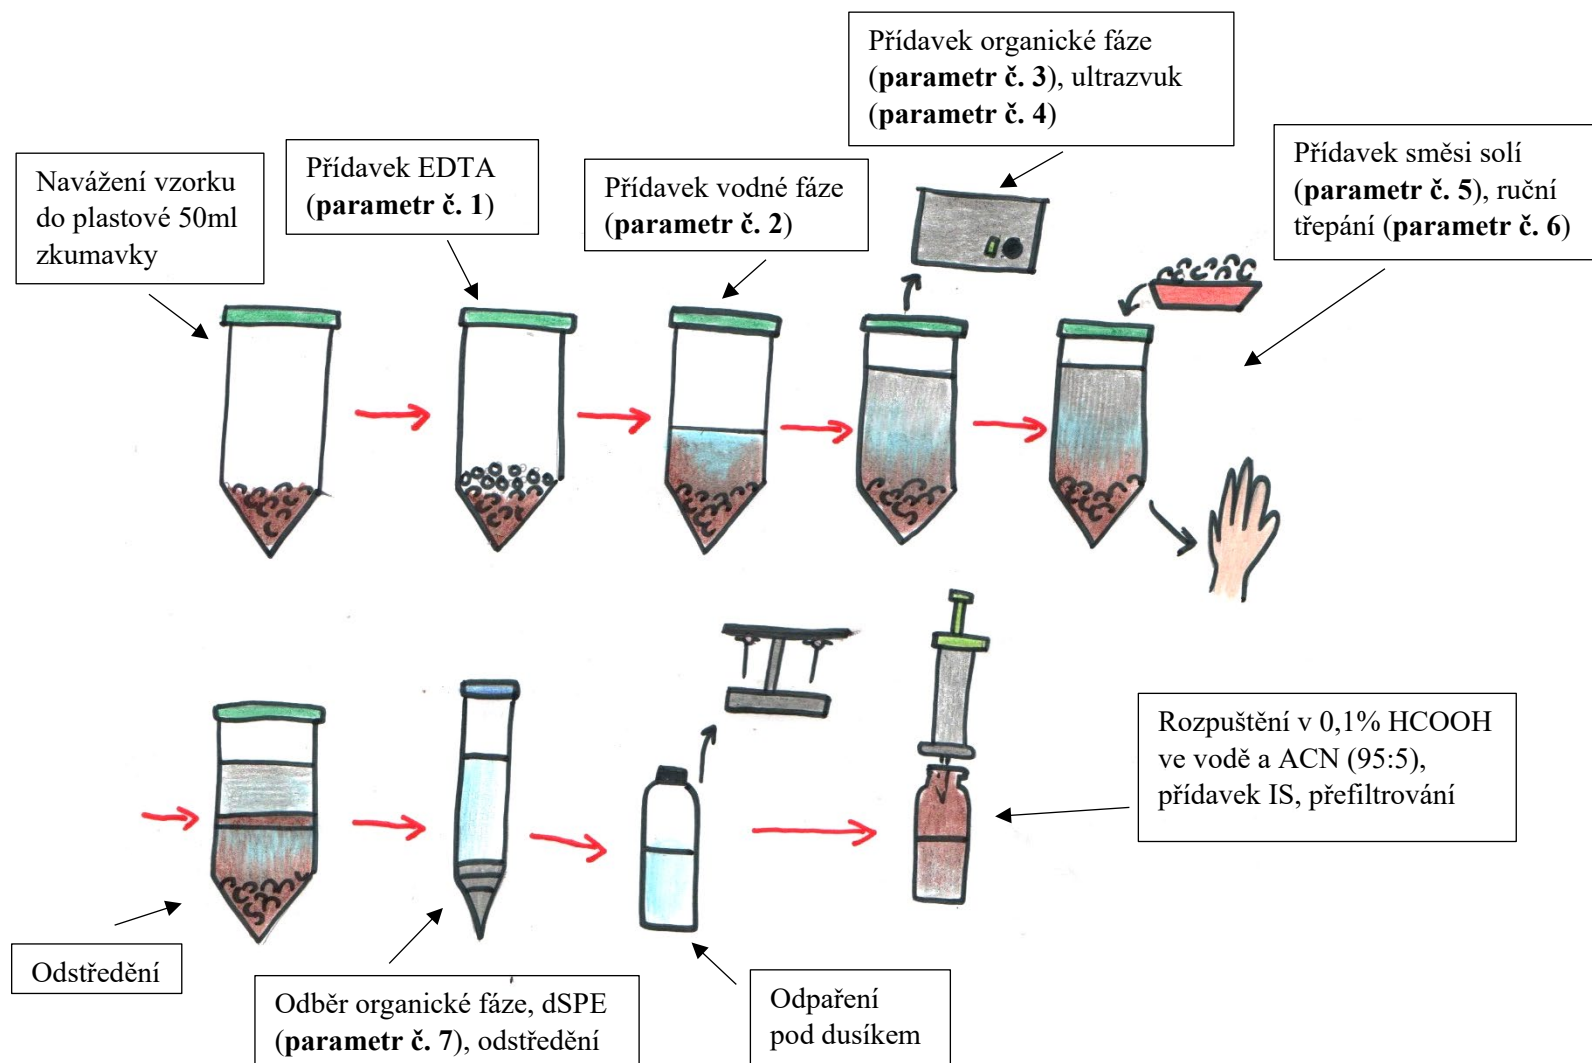 Navážení vzorku
do plastové 50ml
zkumavky
Přídavek EDTA
(parametr č. 1)
Přídavek vodné fáze
(parametr č. 2)
Přídavek organické fáze
(parametr č. 3), ultrazvuk
(parametr č. 4)
Přídavek směsi solí
(parametr č. 5), ruční
třepání (parametr č. 6)
Odstředění
Odběr organické fáze, dSPE
(parametr č. 7), odstředění
Odpaření
pod dusíkem
Rozpuštění v 0,1% HCOOH
ve vodě a ACN (95:5),
přídavek IS, přefiltrování